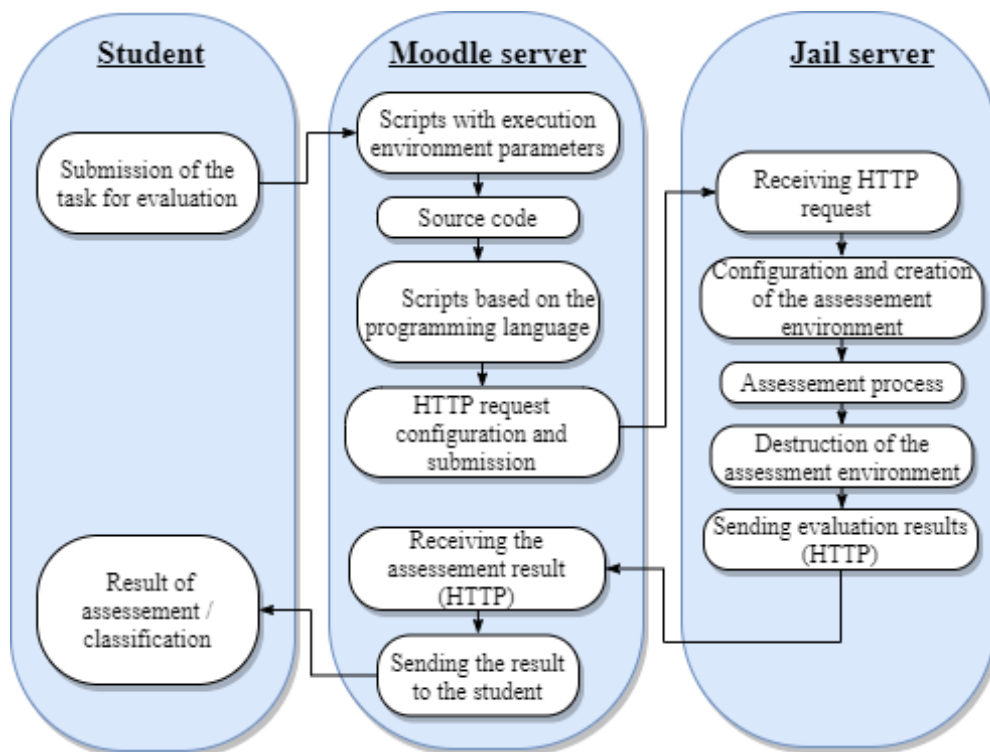 Student
Submission of the
task for evaluation
Result of
assessement /
classification
Moodle server
Scripts with execution
environment parameters
Source code
Scripts based on the
programming language
HTTP request
configuration and
submission
Receiving the
assessement result
(HTTP)
Sending the result
to the student
Jail server
Receiving HTTP
request
Configuration and creation
of the assessement
environment
Assessement process
Destruction of the
assessment environment
Sending evaluation results
(HTTP)